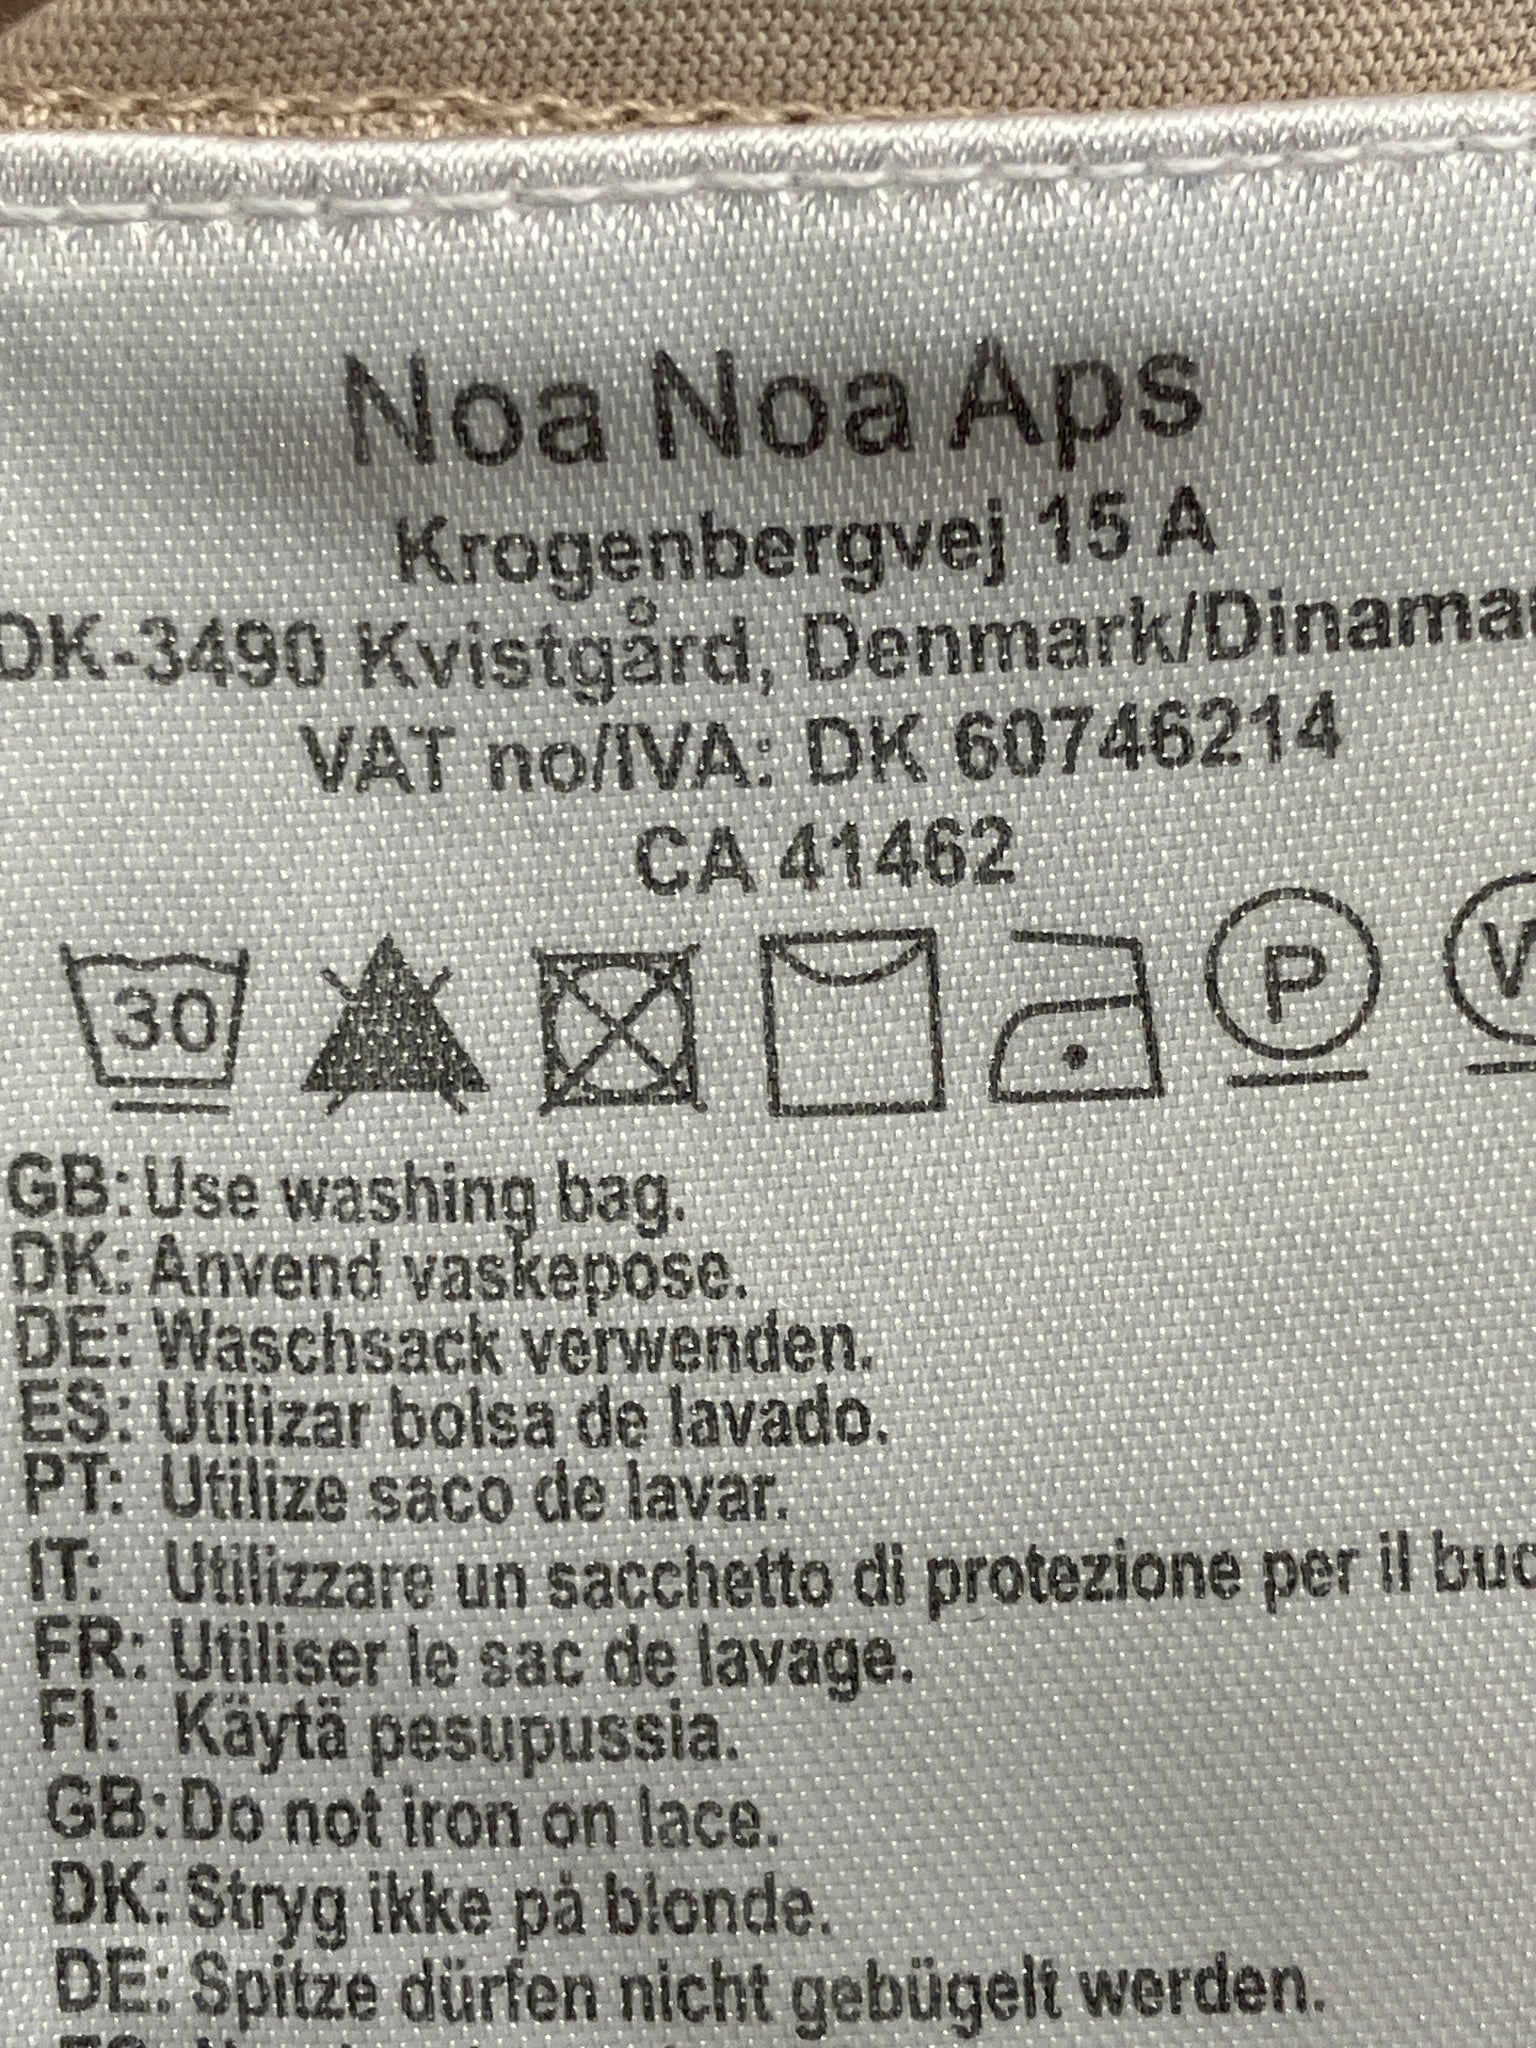 Noa Noa Aps
Krogenbergvej 15 A
DK-3490 Kvistgård, Denmark/
VAT no/IVA: DK 60746214
CA 41462
30 P W
GB: Use washing bag.
DK: Anvend vaskepose.
DE: Waschsack verwenden.
ES: Utilizar bolsa de lavado.
PT: Utilize saco de lavar.
IT: Utilizzare un sacchetto di protezione per il
FR: Utiliser le sac de lavage.
FI: Käytä pesupussia.
GB: Do not iron on lace.
DK: Stryg ikke på blonde.
DE: Spitze dürfen nicht gebügelt werden.